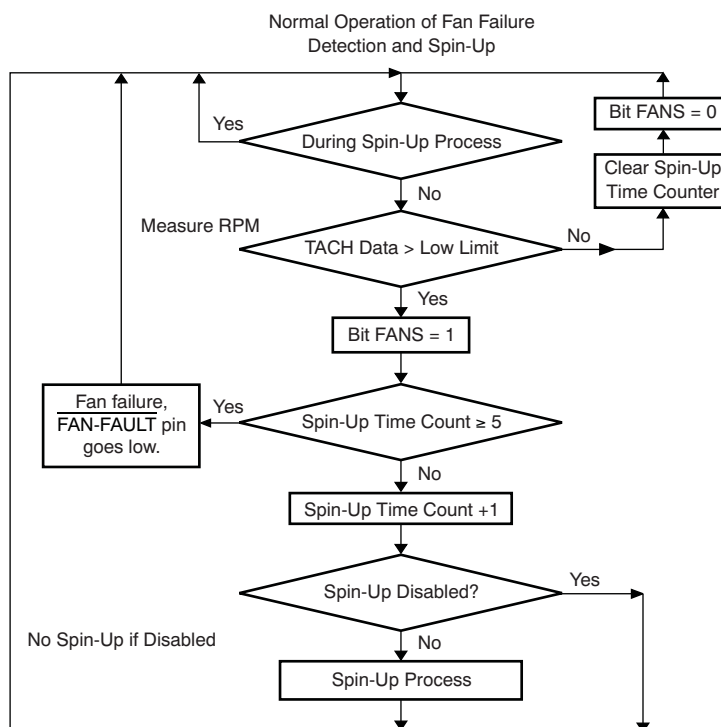 Normal Operation of Fan Failure
Detection and Spin-Up
Yes
During Spin-Up Process
Bit FANS = 0
Clear Spin-Up
Time Counter
No
Measure RPM
TACH Data > Low Limit
No
Yes
Bit FANS = 1
Fan failure,
FAN-FAULT pin
goes low.
Yes
Spin-Up Time Count ≥ 5
No
Spin-Up Time Count +1
Spin-Up Disabled?
Yes
No Spin-Up if Disabled
No
Spin-Up Process